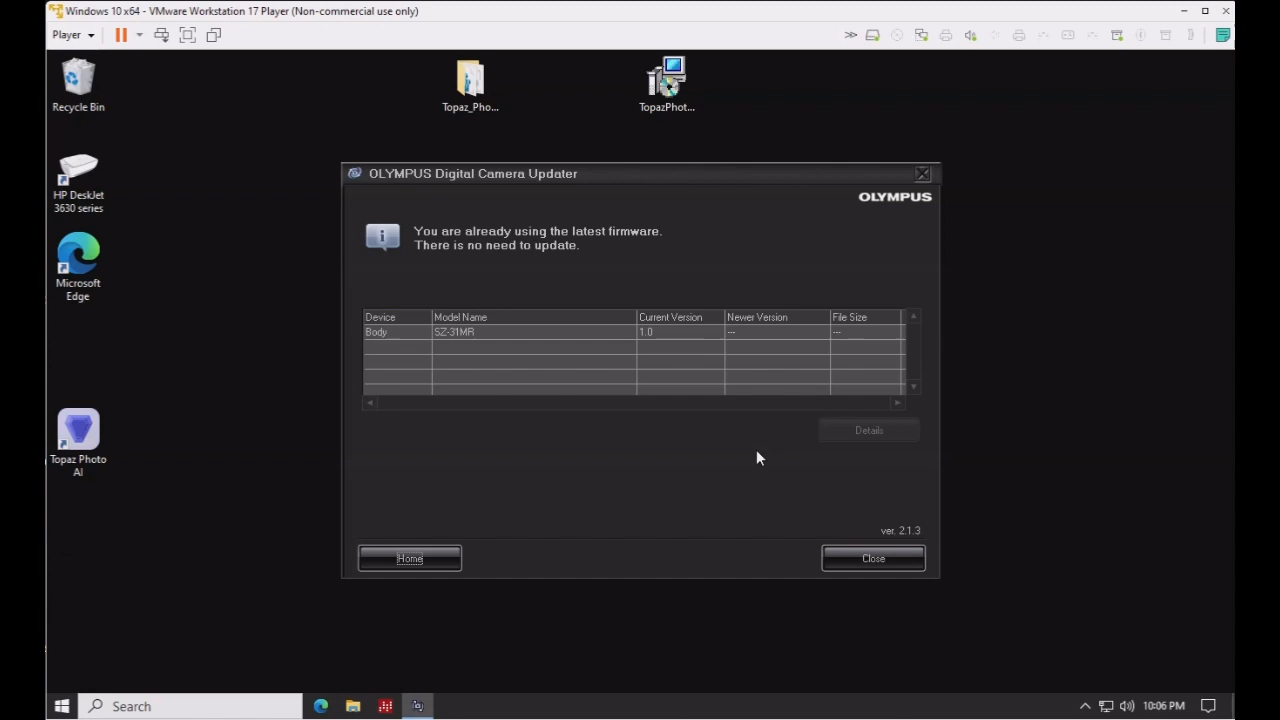 Windows 10 x64 - VMware Workstation 17 Player (Non-commercial use only)
Player
Recycle Bin
Topaz_Pho...
TopazPhot...
HP DeskJet
3630 series
Microsoft
Edge
Topaz Photo
AI
OLYMPUS Digital Camera Updater
OLYMPUS
You are already using the latest firmware.
There is no need to update.
Device Model Name Current Version Newer Version File Size
Body SZ-31MR 1.0 --- ---
Details
ver. 2.1.3
Home Close
Search
10:06 PM